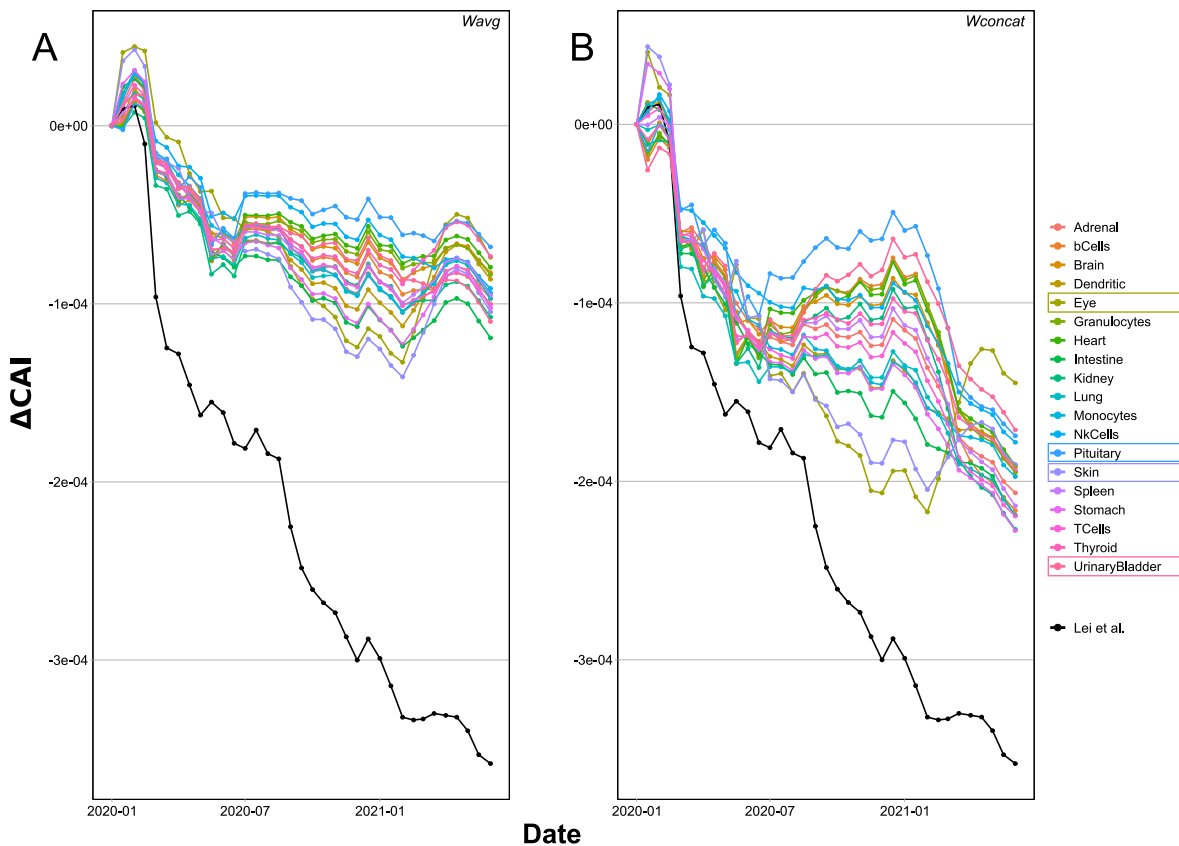 A
Wavg
B
Wconcat
ΔCAI
0e+00
-1e-04
-2e-04
-3e-04
0e+00
-1e-04
-2e-04
-3e-04
2020-01
2020-07
2021-01
2020-01
2020-07
2021-01
Date
Adrenal
bCells
Brain
Dendritic
Eye
Granulocytes
Heart
Intestine
Kidney
Lung
Monocytes
NkCells
Pituitary
Skin
Spleen
Stomach
TCells
Thyroid
UrinaryBladder
Lei et al.